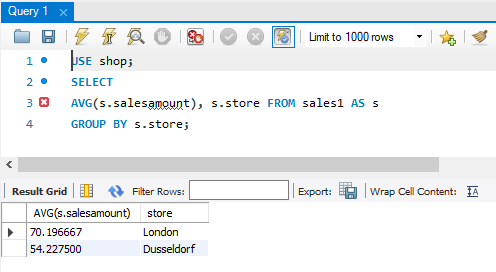 Query 1
Limit to 1000 rows
1 USE shop;
2 SELECT
3 AVG(s.salesamount), s.store FROM sales1 AS s
4 GROUP BY s.store;
Result Grid Filter Rows: Export: Wrap Cell Content:
AVG(s.salesamount) store
70.196667 London
54.227500 Dusseldorf